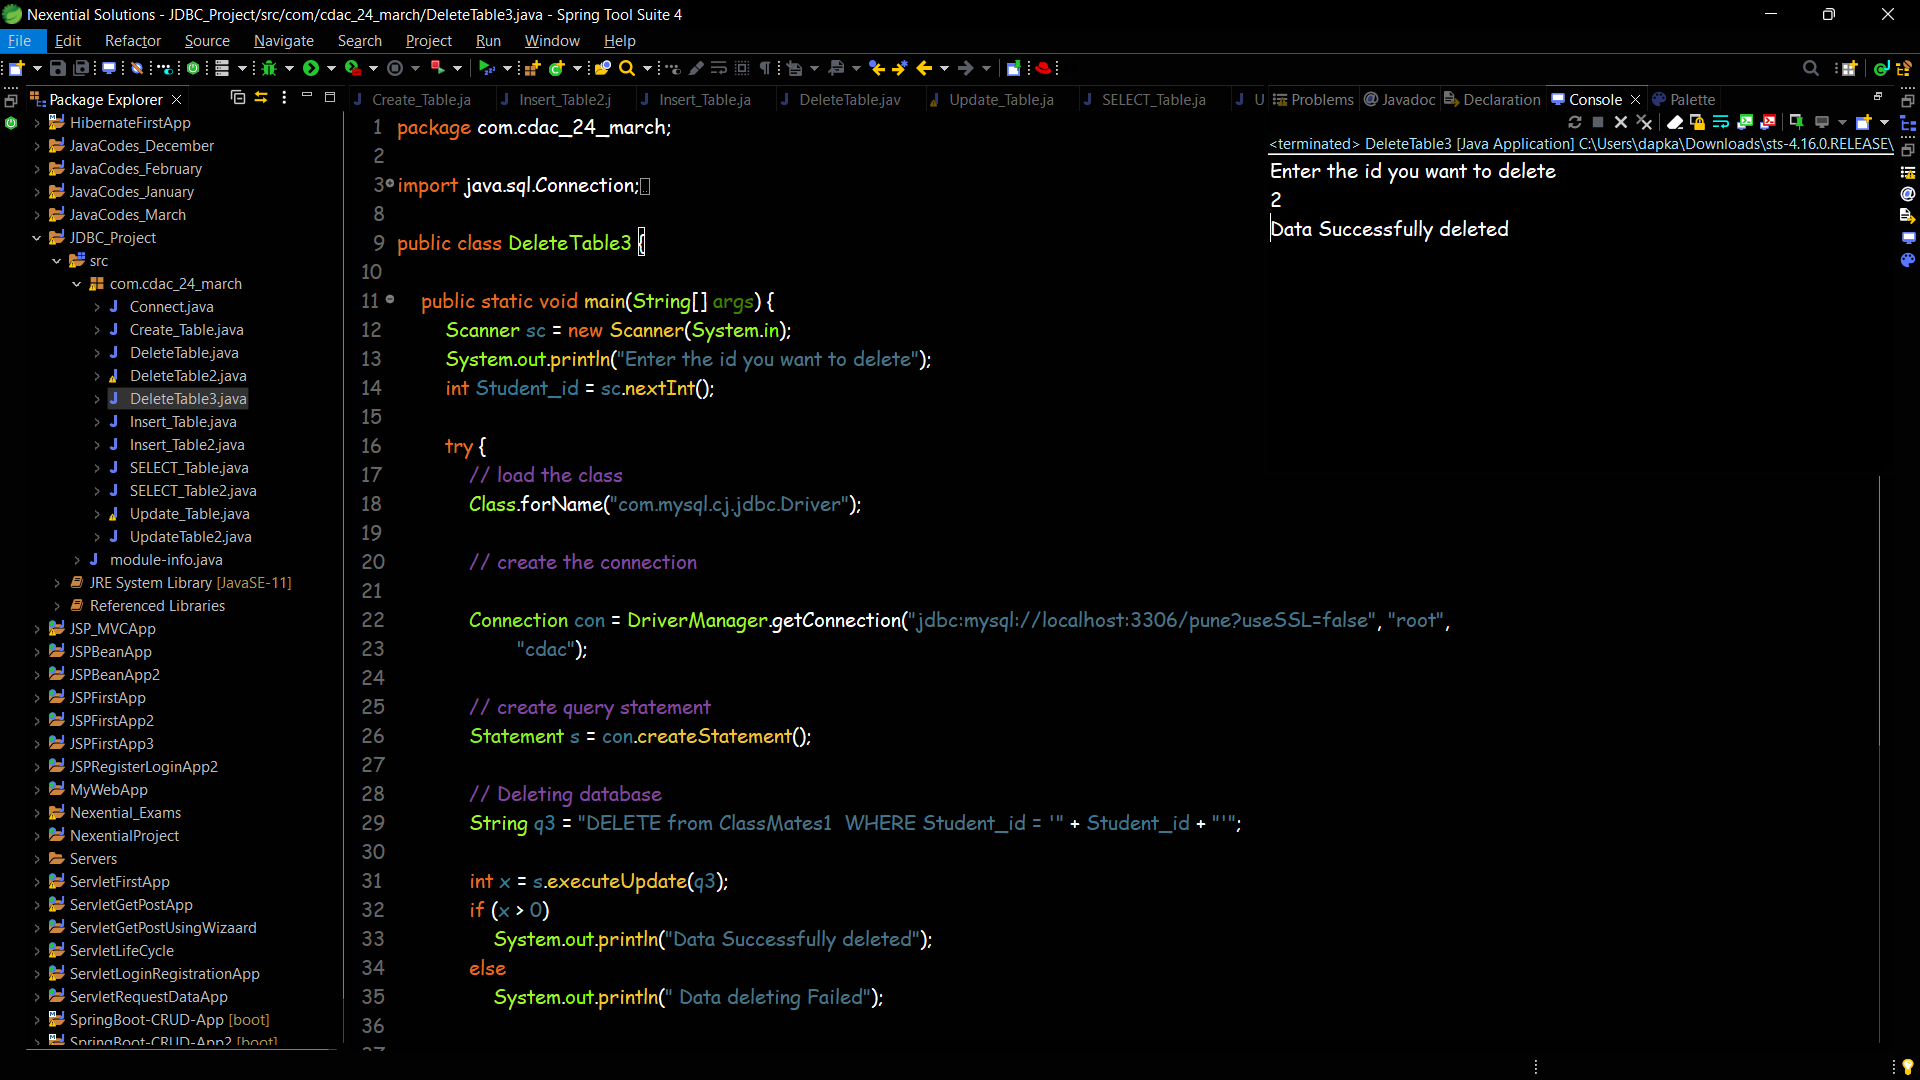 Nexential Solutions - JDBC_Project/src/com/cdac_24_march/DeleteTable3.java - Spring Tool Suite 4
File Edit Refactor Source Navigate Search Project Run Window Help
Package Explorer
HibernateFirstApp
JavaCodes_December
JavaCodes_February
JavaCodes_January
JavaCodes_March
JDBC_Project
src
com.cdac_24_march
Connect.java
Create_Table.java
DeleteTable.java
DeleteTable2.java
DeleteTable3.java
Insert_Table.java
Insert_Table2.java
SELECT_Table.java
SELECT_Table2.java
Update_Table.java
UpdateTable2.java
module-info.java
JRE System Library [JavaSE-11]
Referenced Libraries
JSP_MVCApp
JSPBeanApp
JSPBeanApp2
JSPFirstApp
JSPFirstApp2
JSPFirstApp3
JSPRegisterLoginApp2
MyWebApp
Nexential_Exams
NexentialProject
Servers
ServletFirstApp
ServletGetPostApp
ServletGetPostUsingWizaard
ServletLifeCycle
ServletLoginRegistrationApp
ServletRequestDataApp
SpringBoot-CRUD-App [boot]
SpringBoot-CRUD-App2 [boot]
Create_Table.ja Insert_Table2.j Insert_Table.ja DeleteTable.jav Update_Table.ja SELECT_Table.ja U
1 package com.cdac_24_march;
2
3 import java.sql.Connection;
8
9 public class DeleteTable3 {
10
11 public static void main(String[] args) {
12 Scanner sc = new Scanner(System.in);
13 System.out.println("Enter the id you want to delete");
14 int Student_id = sc.nextInt();
15
16 try {
17 // load the class
18 Class.forName("com.mysql.cj.jdbc.Driver");
19
20 // create the connection
21
22 Connection con = DriverManager.getConnection("jdbc:mysql://localhost:3306/pune?useSSL=false", "root",
23 "cdac");
24
25 // create query statement
26 Statement s = con.createStatement();
27
28 // Deleting database
29 String q3 = "DELETE from ClassMates1  WHERE Student_id = '" + Student_id + "'";
30
31 int x = s.executeUpdate(q3);
32 if (x > 0)
33 System.out.println("Data Successfully deleted");
34 else
35 System.out.println(" Data deleting Failed");
36
37
Problems Javadoc Declaration Console Palette
<terminated> DeleteTable3 [Java Application] C:\Users\dapka\Downloads\sts-4.16.0.RELEASE\
Enter the id you want to delete
2
Data Successfully deleted